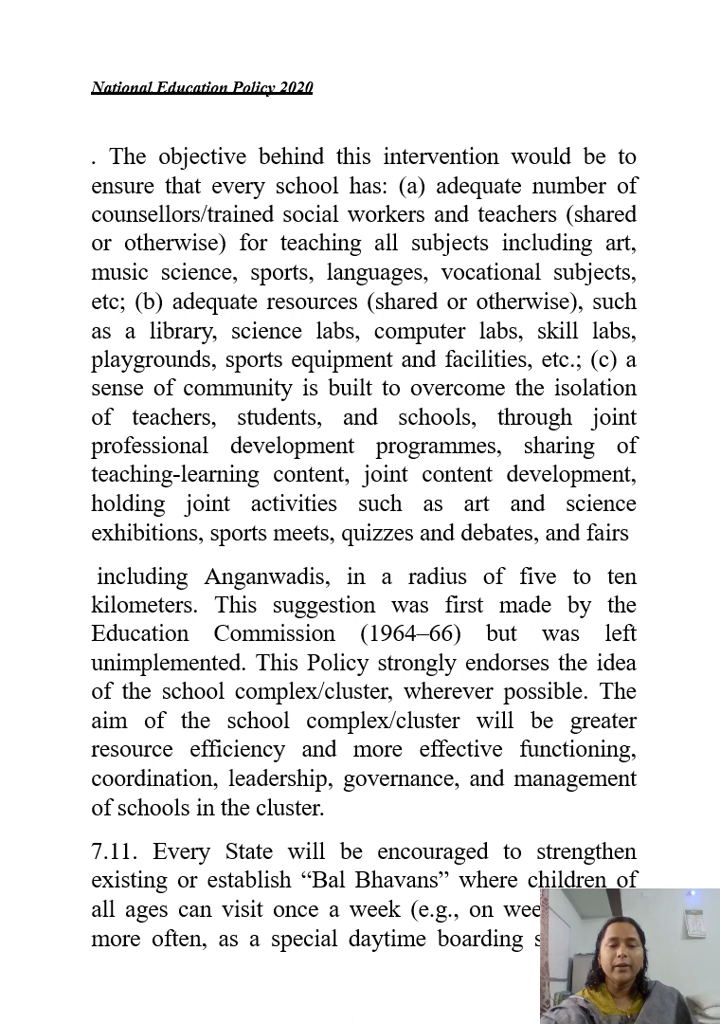 National Education Policy 2020
. The objective behind this intervention would be to
ensure that every school has: (a) adequate number of
counsellors/trained social workers and teachers (shared
or otherwise) for teaching all subjects including art,
music science, sports, languages, vocational subjects,
etc; (b) adequate resources (shared or otherwise), such
as a library, science labs, computer labs, skill labs,
playgrounds, sports equipment and facilities, etc.; (c) a
sense of community is built to overcome the isolation
of teachers, students, and schools, through joint
professional development programmes, sharing of
teaching-learning content, joint content development,
holding joint activities such as art and science
exhibitions, sports meets, quizzes and debates, and fairs
including Anganwadis, in a radius of five to ten
kilometers. This suggestion was first made by the
Education Commission (1964–66) but was left
unimplemented. This Policy strongly endorses the idea
of the school complex/cluster, wherever possible. The
aim of the school complex/cluster will be greater
resource efficiency and more effective functioning,
coordination, leadership, governance, and management
of schools in the cluster.
7.11. Every State will be encouraged to strengthen
existing or establish “Bal Bhavans” where children of
all ages can visit once a week (e.g., on
more often, as a special daytime boarding